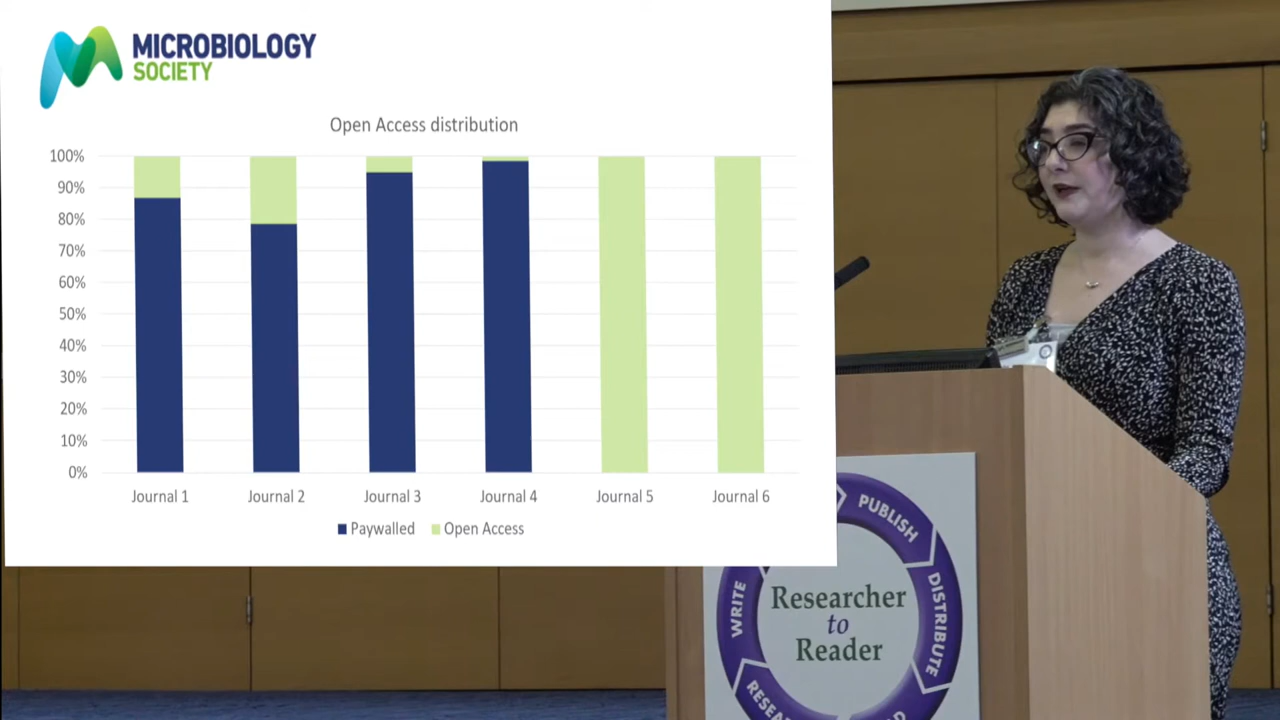 MICROBIOLOGY
SOCIETY
Open Access distribution
100%
90%
80%
70%
60%
50%
40%
30%
20%
10%
0%
Journal 1
Journal 2
Journal 3
Journal 4
Journal 5
Journal 6
Paywalled
Open Access
PUBLISH
DISTRIBUTE
WRITE
Researcher
to
Reader